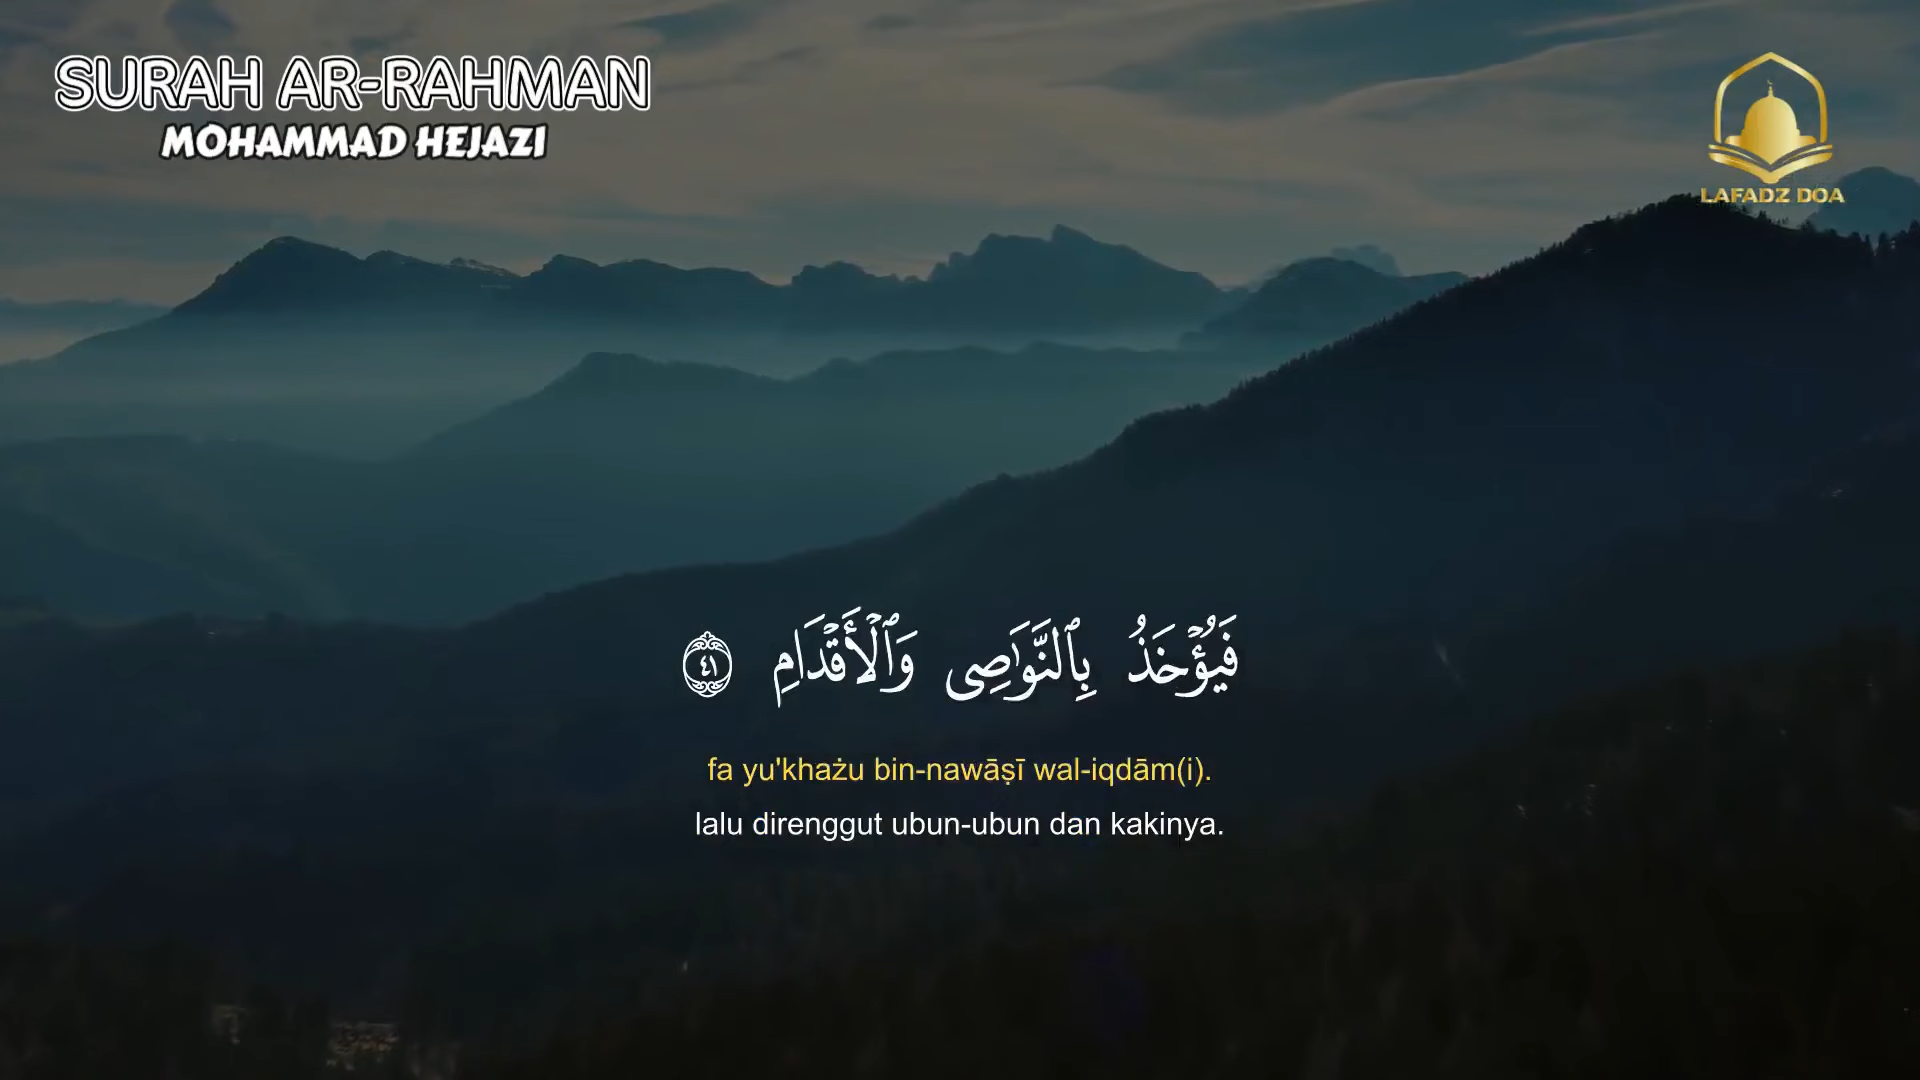 SURAH AR-RAHMAN
MOHAMMAD HEJAZI
LAFADZ DOA
فَيُؤْخَذُ بِٱلنَّوَٰصِى وَٱلْأَقْدَامِ ٤١
fa yu'khażu bin-nawāṣī wal-iqdām(i).
lalu direnggut ubun-ubun dan kakinya.